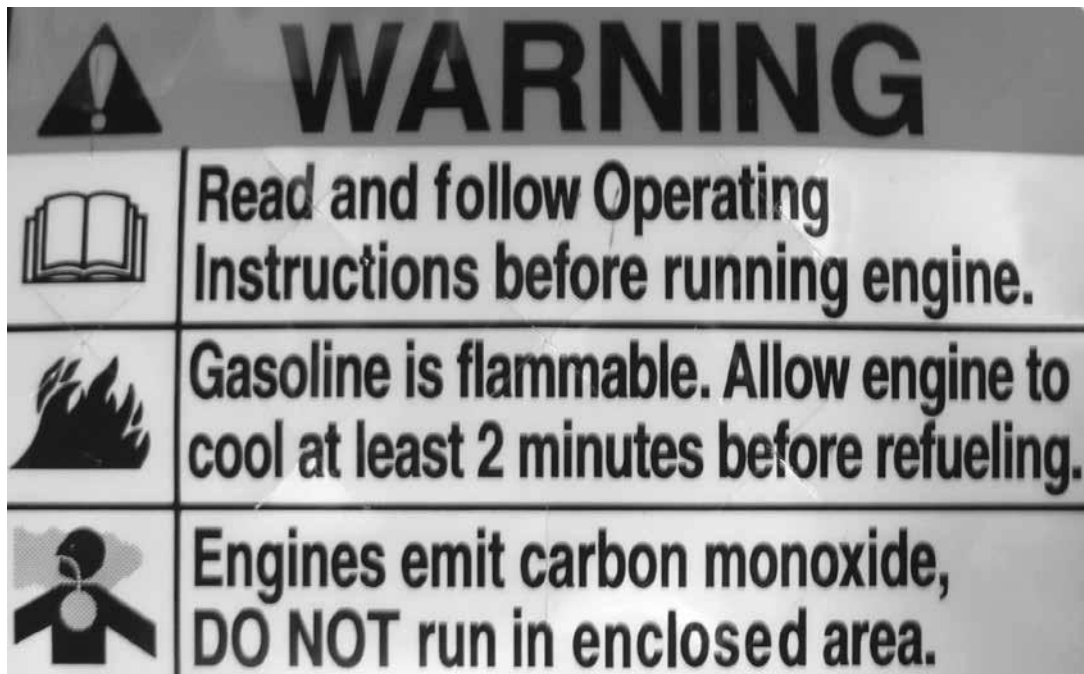 WARNING
Read and follow Operating
Instructions before running engine.
Gasoline is flammable. Allow engine to
cool at least 2 minutes before refueling.
Engines emit carbon monoxide,
DO NOT run in enclosed area.